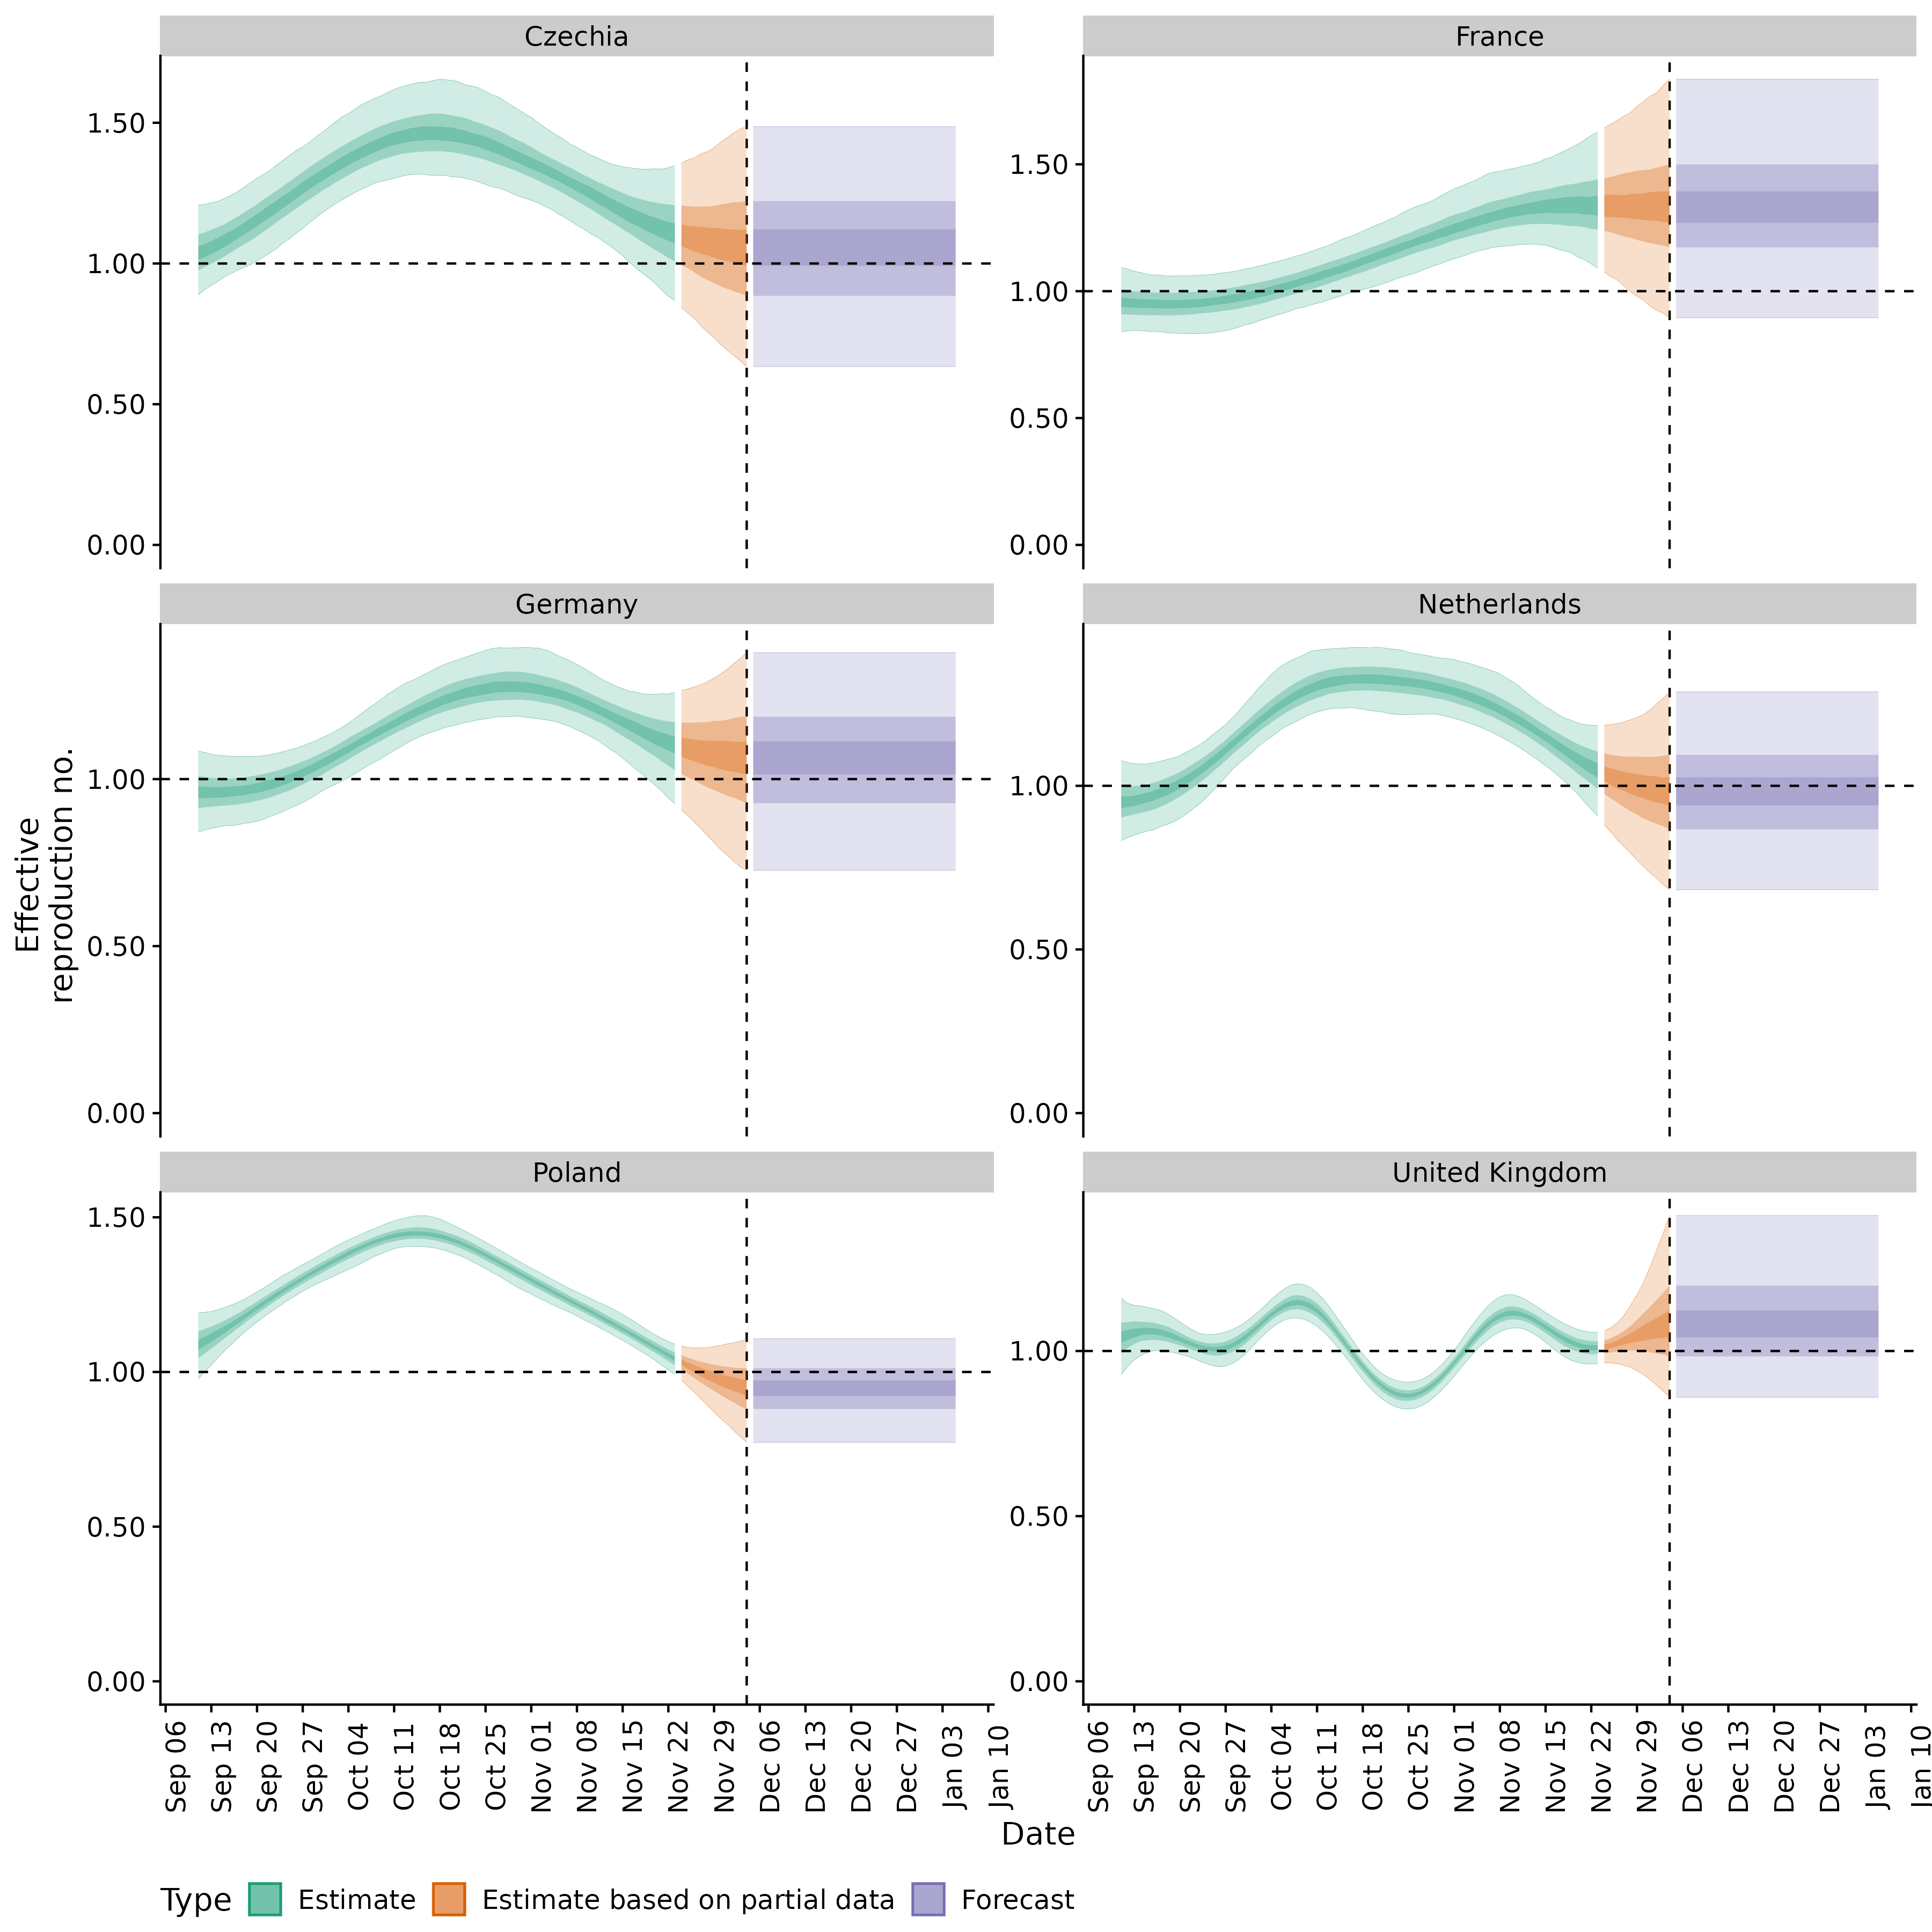 Czechia
France
1.50
1.00
0.50
0.00
1.50
1.00
0.50
0.00
Germany
Netherlands
1.00
0.50
0.00
1.00
0.50
0.00
Poland
United Kingdom
1.50
1.00
0.50
0.00
1.00
0.50
0.00
Effective
reproduction no.
Sep 06
Sep 13
Sep 20
Sep 27
Oct 04
Oct 11
Oct 18
Oct 25
Nov 01
Nov 08
Nov 15
Nov 22
Nov 29
Dec 06
Dec 13
Dec 20
Dec 27
Jan 03
Jan 10
Sep 06
Sep 13
Sep 20
Sep 27
Oct 04
Oct 11
Oct 18
Oct 25
Nov 01
Nov 08
Nov 15
Nov 22
Nov 29
Dec 06
Dec 13
Dec 20
Dec 27
Jan 03
Jan 10
Date
Type Estimate Estimate based on partial data Forecast